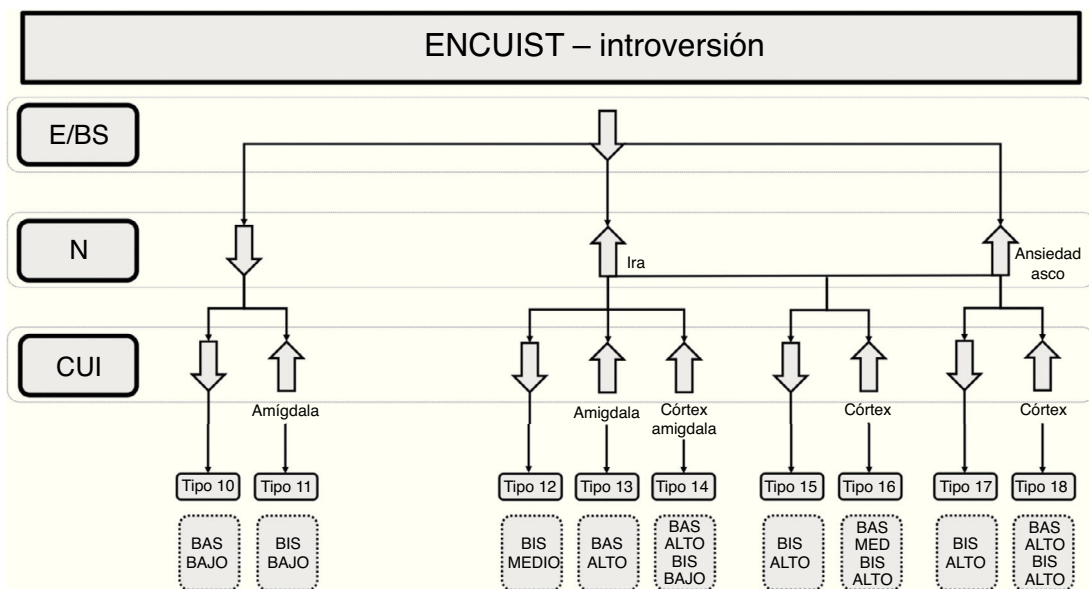 ENCUIST – introversión
E/BS
N
Ira
Ansiedad
asco
CUI
Amígdala
Amigdala
Córtex
amigdala
Córtex
Córtex
Tipo 10
Tipo 11
Tipo 12
Tipo 13
Tipo 14
Tipo 15
Tipo 16
Tipo 17
Tipo 18
BAS
BAJO
BIS
BAJO
BIS
MEDIO
BAS
ALTO
BAS
ALTO
BIS
BAJO
BIS
ALTO
BAS
MED
BIS
ALTO
BIS
ALTO
BAS
ALTO
BIS
ALTO